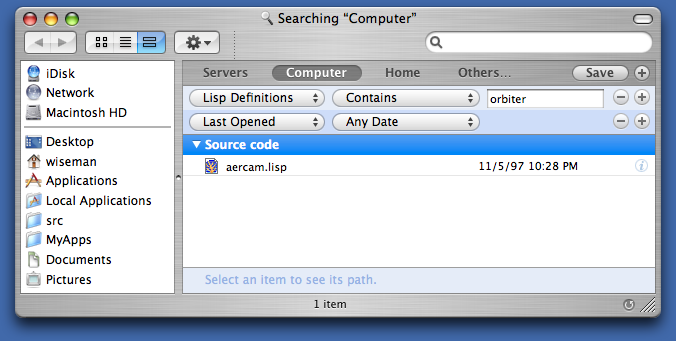 Searching “Computer”
Servers Computer Home Others... Save
iDisk
Network
Macintosh HD
Desktop
wiseman
Applications
Local Applications
src
MyApps
Documents
Pictures
Lisp Definitions Contains orbiter
Last Opened Any Date
Source code
aercam.lisp 11/5/97 10:28 PM
Select an item to see its path.
1 item